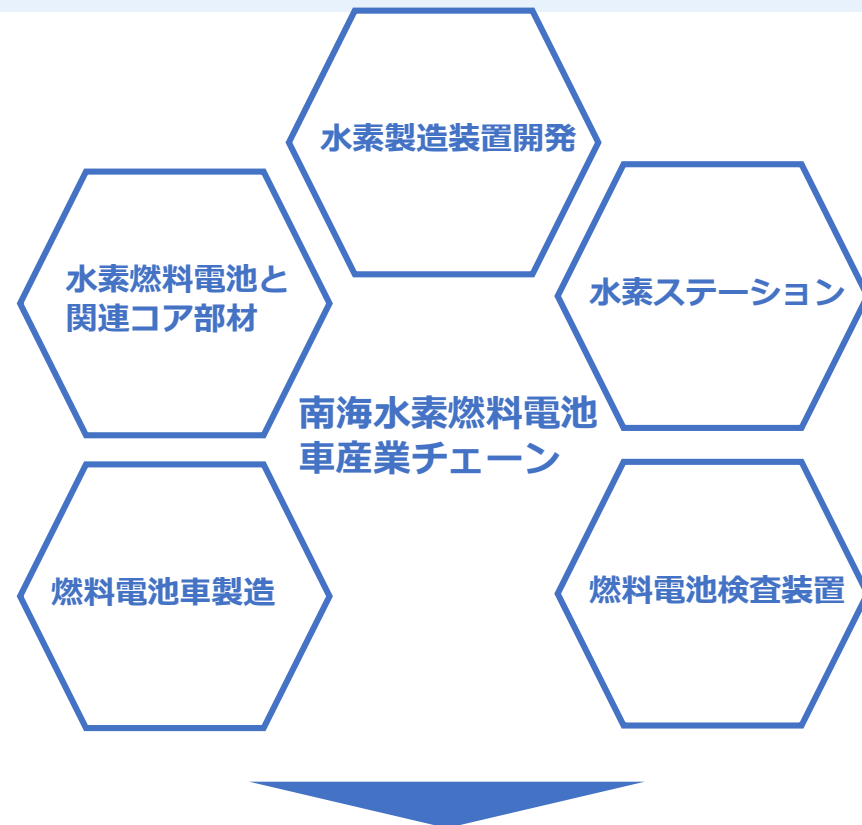 水素製造装置開発
水素燃料電池と
関連コア部材
水素ステーション
南海水素燃料電池
車産業チェーン
燃料電池車製造
燃料電池検査装置